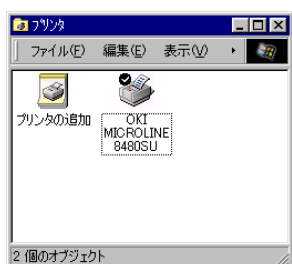 プリンタ
ファイル(F) 編集(E) 表示(V)
プリンタの追加
OKI
MICROLINE
8480SU
2 個のオブジェクト